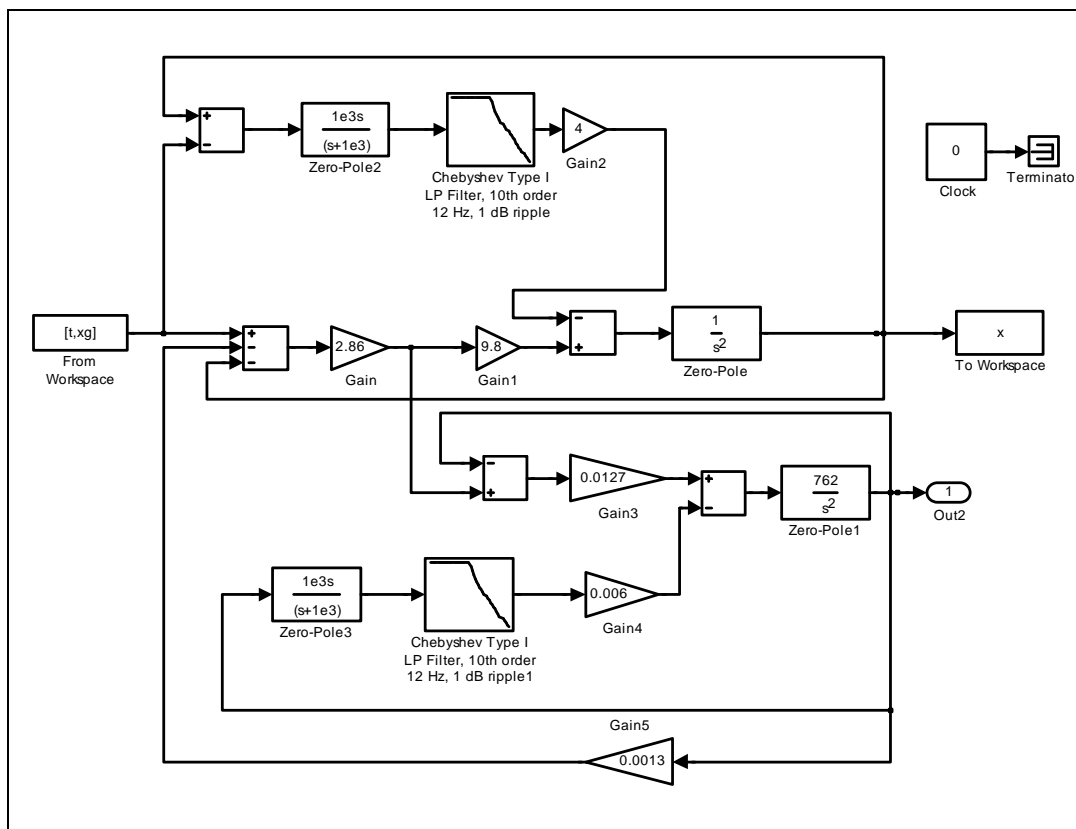 +
−
1e3s
(s+1e3)
Zero-Pole2
Chebyshev Type I
LP Filter, 10th order
12 Hz, 1 dB ripple
4
Gain2
0
Clock
Terminato
[t,xg]
From
Workspace
+
−
−
2.86
Gain
9.8
Gain1
−
+
1
s2
Zero-Pole
x
To Workspace
−
+
0.0127
Gain3
+
−
762
s2
Zero-Pole1
1
Out2
1e3s
(s+1e3)
Zero-Pole3
Chebyshev Type I
LP Filter, 10th order
12 Hz, 1 dB ripple1
0.006
Gain4
Gain5
0.0013